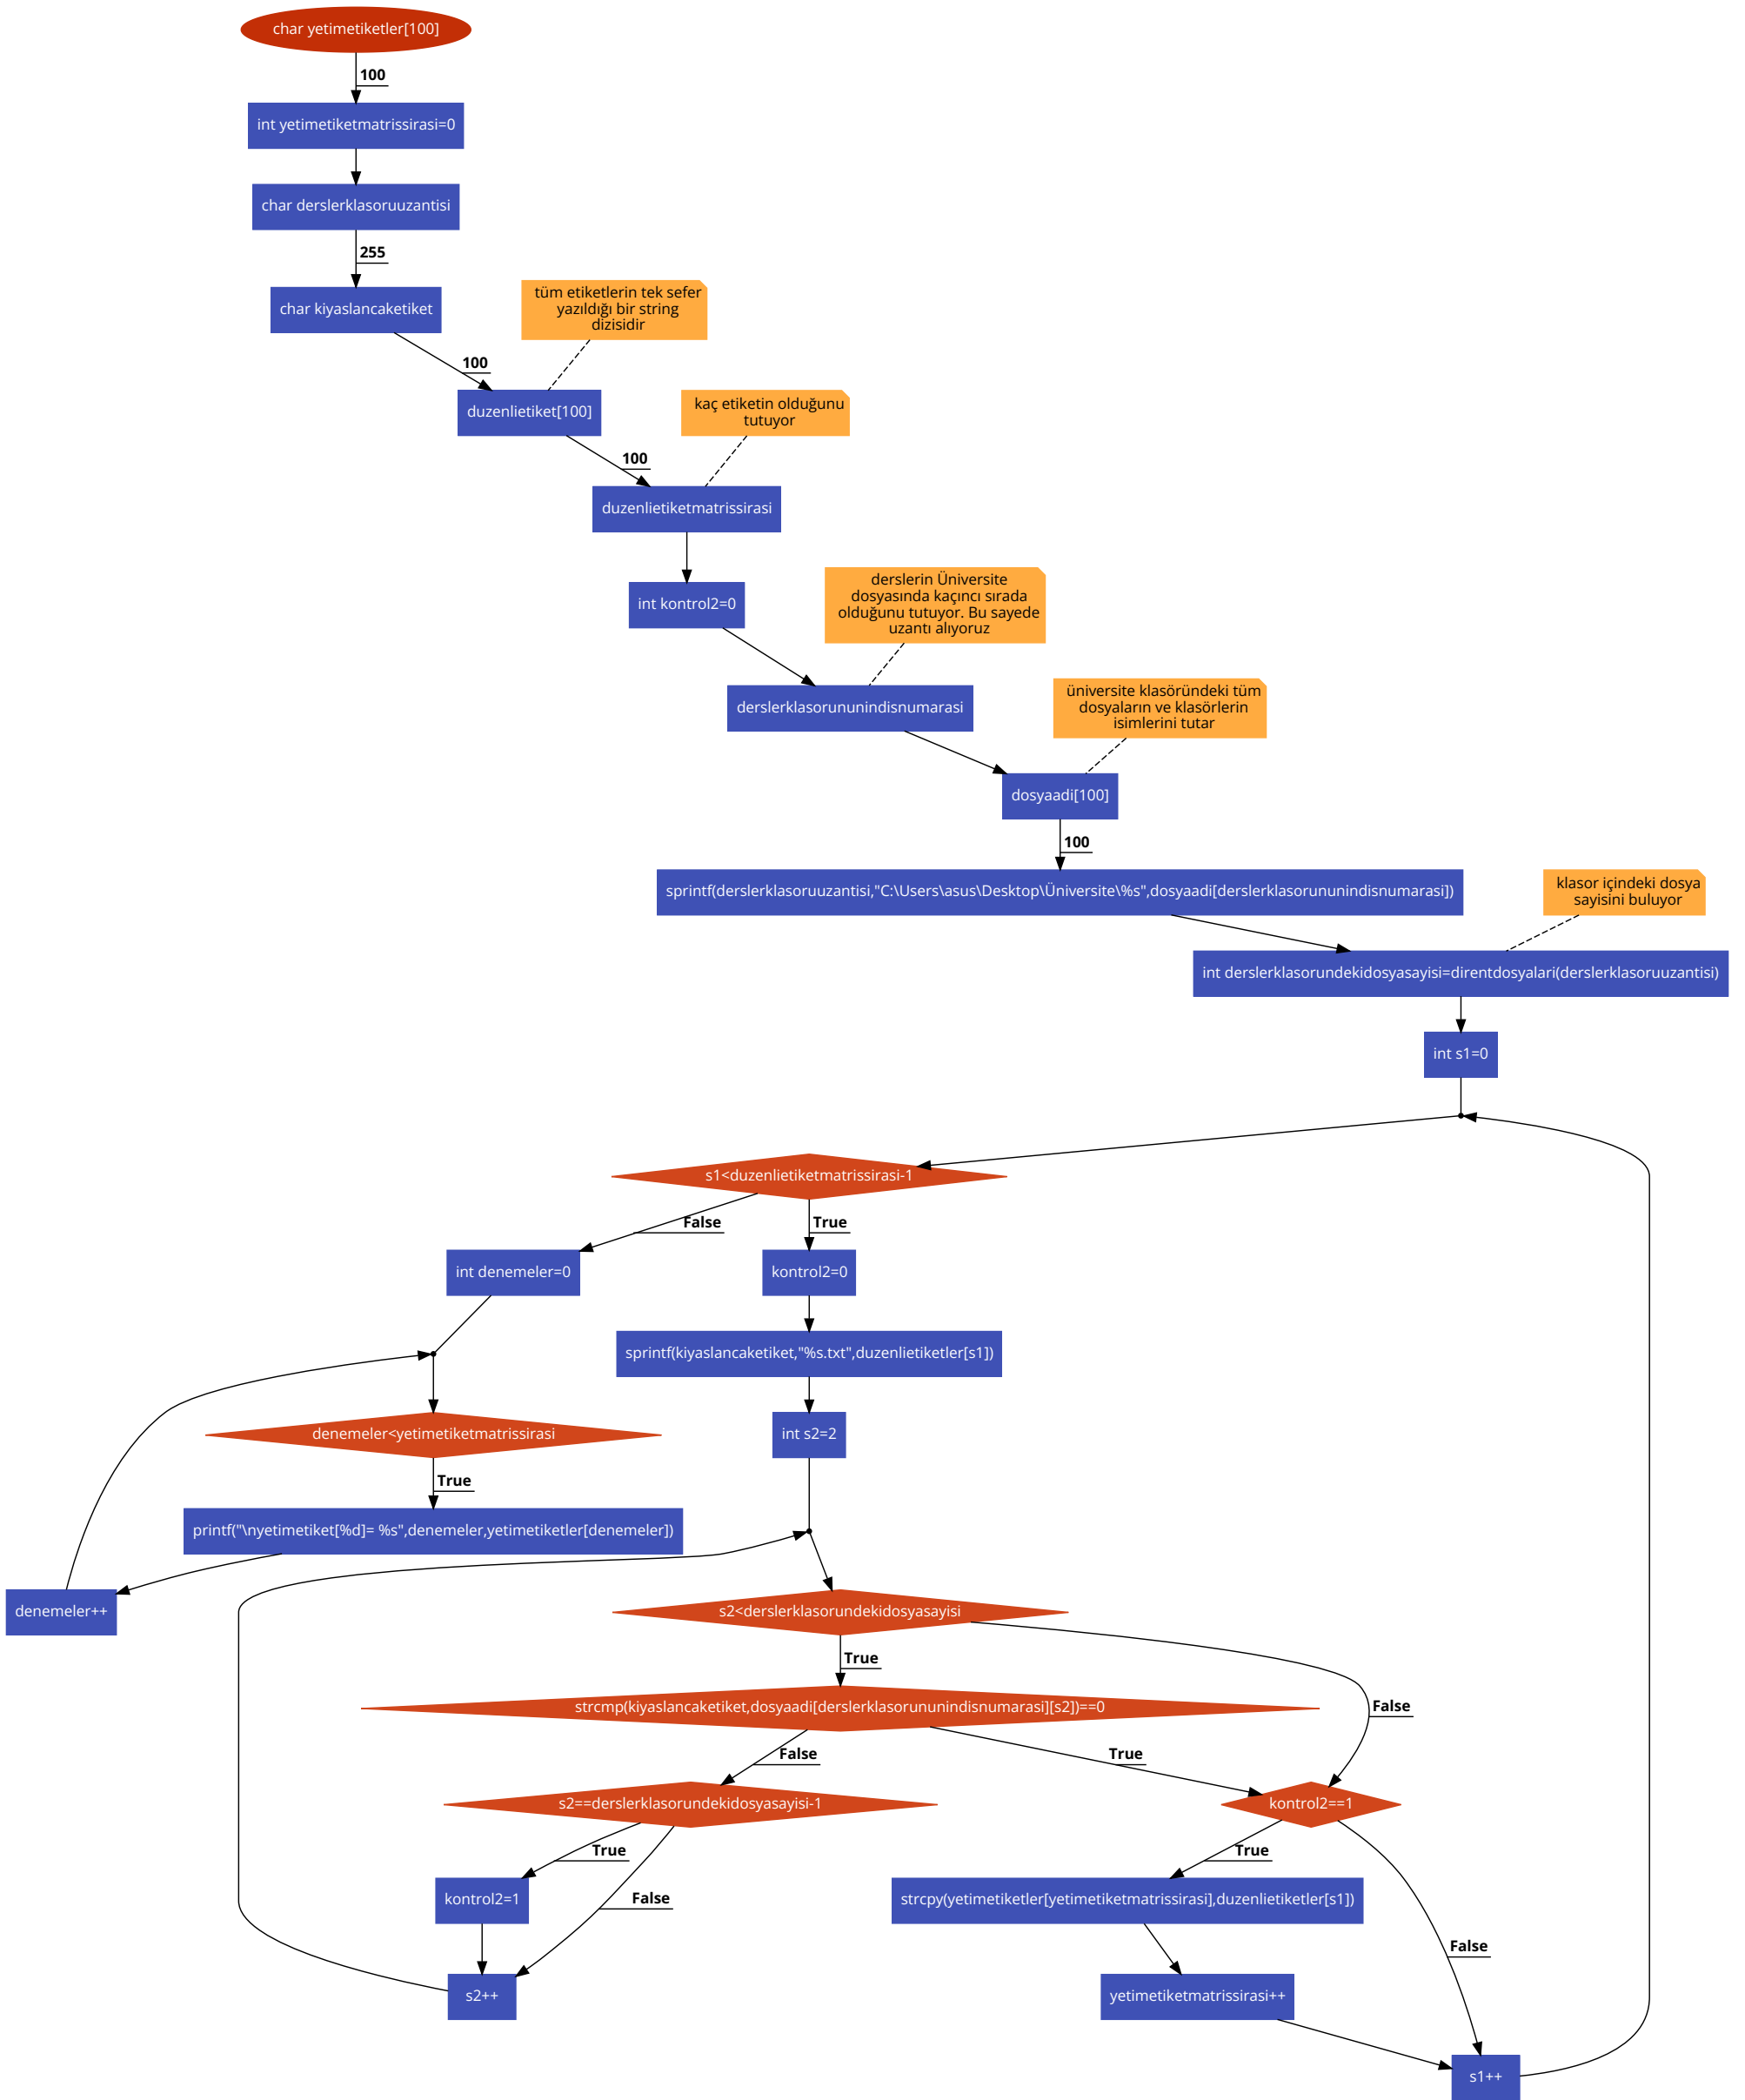 char yetimetiketler[100]
100
int yetimetiketmatrissirasi=0
char derslerklasoruuzantisi
255
char kiyaslancaketiket
tüm etiketlerin tek sefer
yazıldığı bir string
dizisidir
100
duzenlietiket[100]
kaç etiketin olduğunu
tutuyor
100
duzenlietiketmatrissirasi
int kontrol2=0
derslerin Üniversite
dosyasında kaçıncı sırada
olduğunu tutuyor. Bu sayede
uzantı alıyoruz
derslerklasorununindisnumarasi
üniversite klasöründeki tüm
dosyaların ve klasörlerin
isimlerini tutar
dosyaadi[100]
100
sprintf(derslerklasoruuzantisi,"C:\Users\asus\Desktop\Üniversite\%s",dosyaadi[derslerklasorununindisnumarasi])
klasor içindeki dosya
sayisini buluyor
int derslerklasorundekidosyasayisi=direntdosyalari(derslerklasoruuzantisi)
int s1=0
s1<duzenlietiketmatrissirasi-1
False
True
int denemeler=0
kontrol2=0
sprintf(kiyaslancaketiket,"%s.txt",duzenlietiketler[s1])
denemeler<yetimetiketmatrissirasi
int s2=2
True
printf("\nyetimetiket[%d]= %s",denemeler,yetimetiketler[denemeler])
denemeler++
s2<derslerklasorundekidosyasayisi
True
False
strcmp(kiyaslancaketiket,dosyaadi[derslerklasorununindisnumarasi][s2])==0
False
True
s2==derslerklasorundekidosyasayisi-1
kontrol2==1
True
True
kontrol2=1
False
strcpy(yetimetiketler[yetimetiketmatrissirasi],duzenlietiketler[s1])
False
s2++
yetimetiketmatrissirasi++
s1++